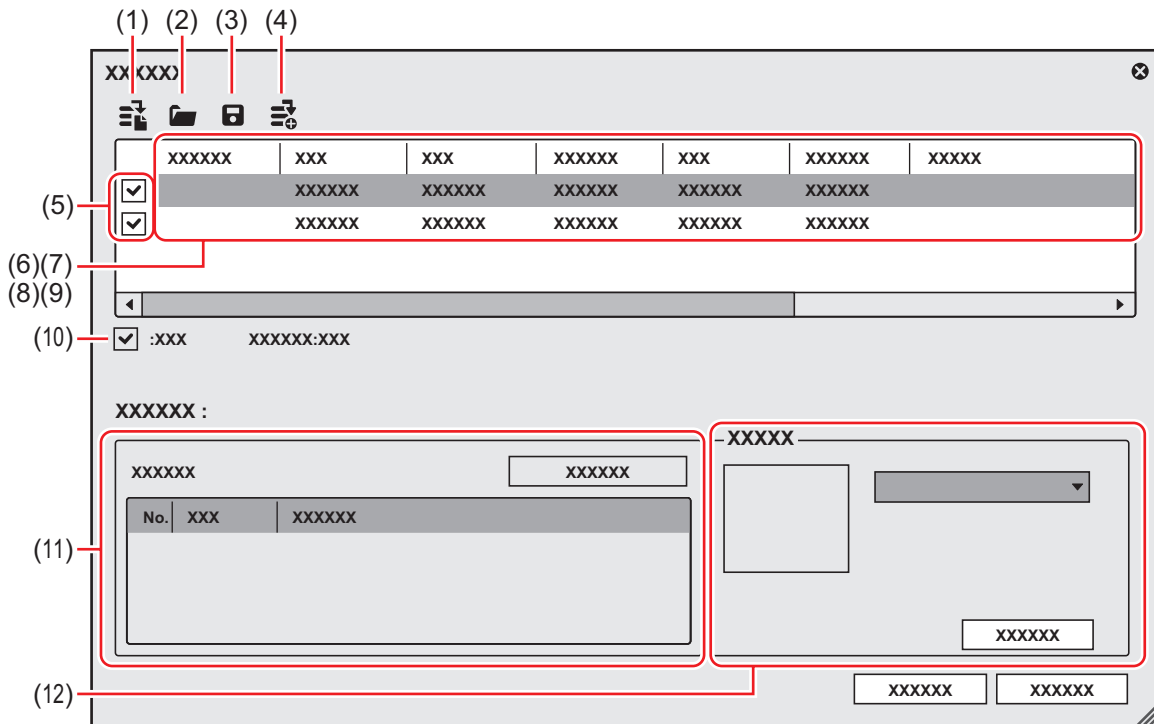 (1) (2) (3) (4)
XXXXXX
XXXXXX XXX XXX XXXXXX XXX XXXXXX XXXXX
(5)
XXXXXX XXXXXX XXXXXX XXXXXX XXXXXX
XXXXXX XXXXXX XXXXXX XXXXXX XXXXXX
(6)(7)
(8)(9)
(10)
:XXX XXXXXX:XXX
XXXXXX :
XXXXXX XXXXXX
No. XXX XXXXXX
(11)
XXXXX
XXXXXX
(12)
XXXXXX XXXXXX